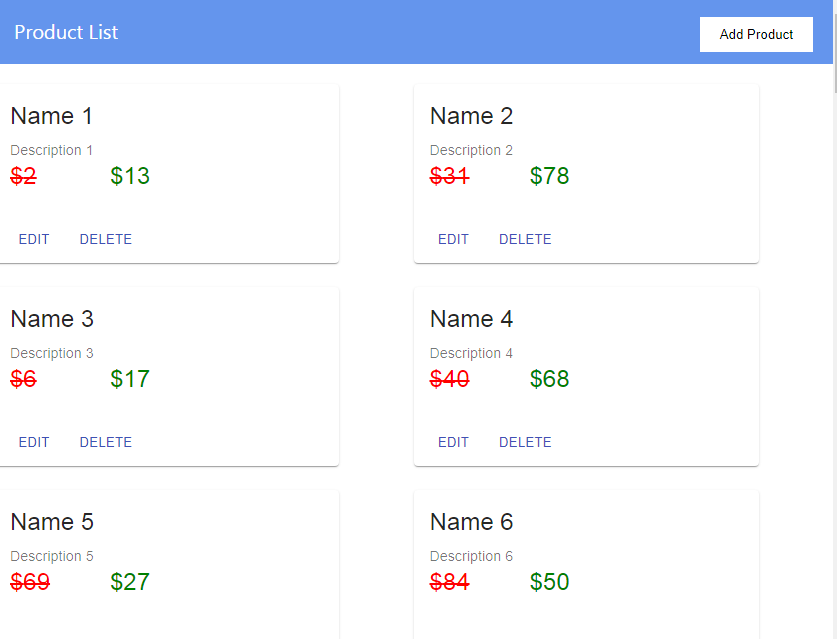 Product List
Add Product
Name 1
Description 1
$2 $13
EDIT DELETE
Name 2
Description 2
$31 $78
EDIT DELETE
Name 3
Description 3
$6 $17
EDIT DELETE
Name 4
Description 4
$40 $68
EDIT DELETE
Name 5
Description 5
$69 $27
Name 6
Description 6
$84 $50